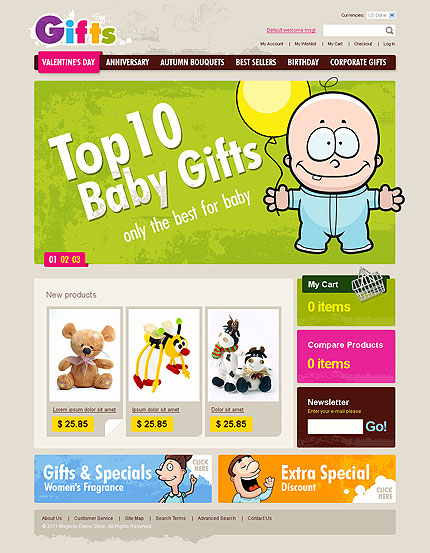 Currencies: US Dollar
Gifts
Default welcome msg!
My Account | My Wishlist | My Cart | Checkout | Log In
VALENTINE'S DAY ANNIVERSARY AUTUMN BOUQUETS BEST SELLERS BIRTHDAY CORPORATE GIFTS
Top10
Baby Gifts
only the best for baby
01 02 03
New products
Lorem ipsum dolor sit amet
$ 25.85
Ipsum dolor sit amet
$ 25.85
Dolor sit amet
$ 25.85
My Cart
0 items
Compare Products
0 items
Newsletter
Enter your e-mail please
Go!
Gifts & Specials
Women's Fragrance
CLICK
HERE
Extra Special
Discount
CLICK
HERE
About Us | Customer Service | Site Map | Search Terms | Advanced Search | Contact Us
© 2011 Magento Demo Store. All Rights Reserved.